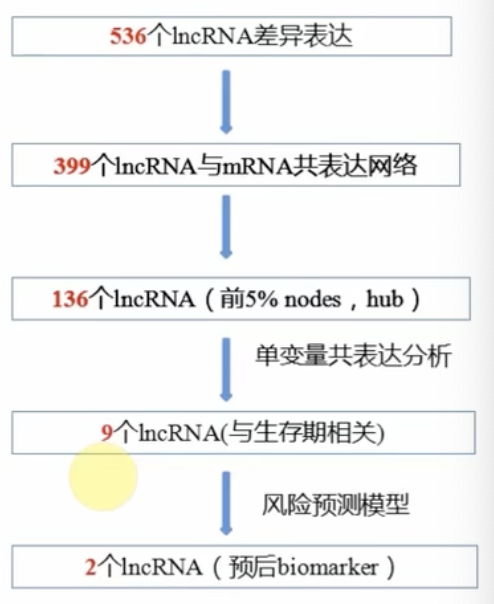 536个lncRNA差异表达
399个lncRNA与mRNA共表达网络
136个lncRNA（前5% nodes，hub）
单变量共表达分析
9个lncRNA(与生存期相关)
风险预测模型
2个lncRNA（预后biomarker）